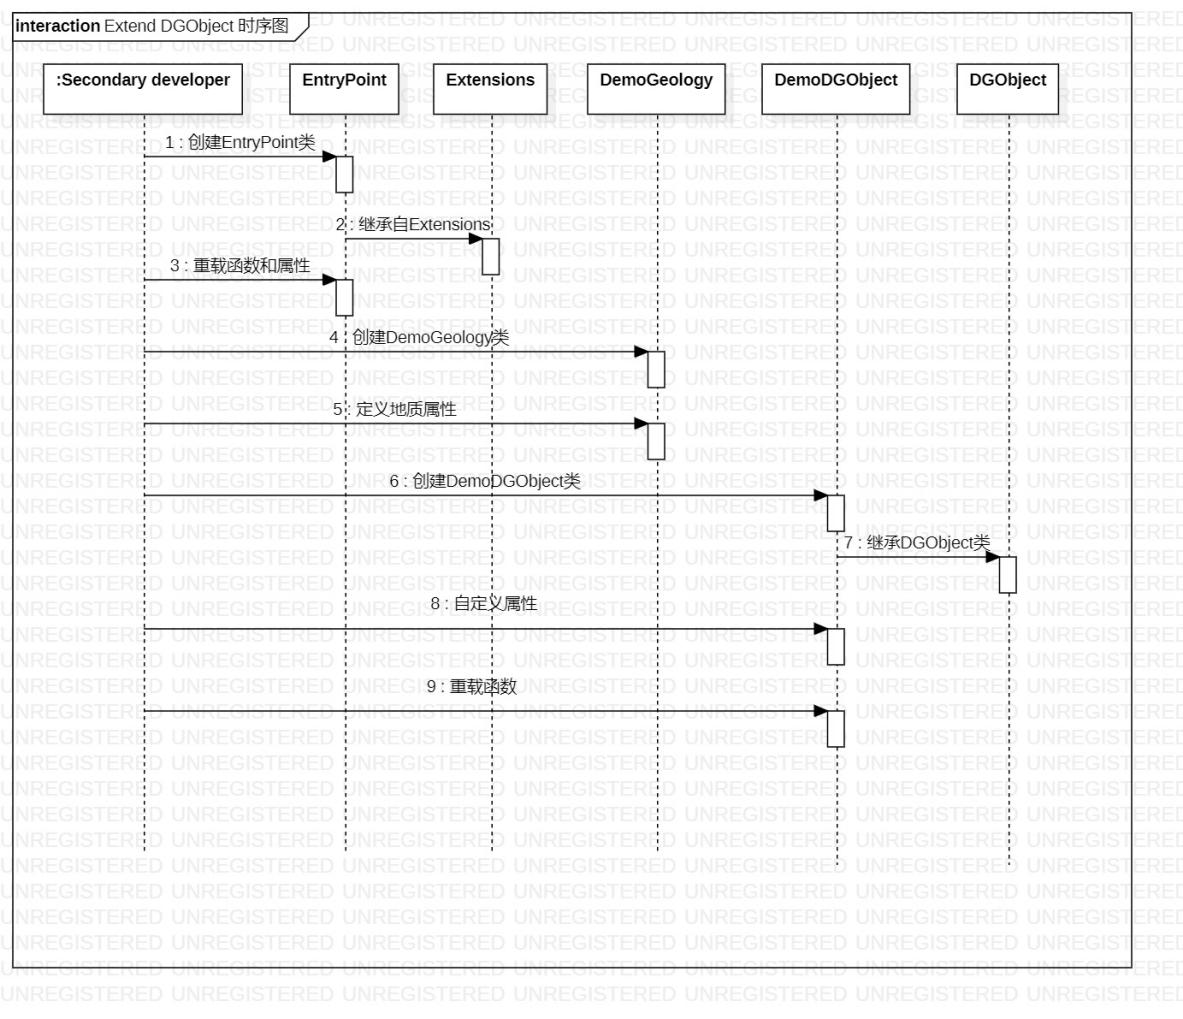 interaction Extend DGObject 时序图
:Secondary developer
EntryPoint
Extensions
DemoGeology
DemoDGObject
DGObject
1 : 创建EntryPoint类
2 : 继承自Extensions
3 : 重载函数和属性
4 : 创建DemoGeology类
5 : 定义地质属性
6 : 创建DemoDGObject类
7 : 继承DGObject类
8 : 自定义属性
9 : 重载函数
UNREGISTERED